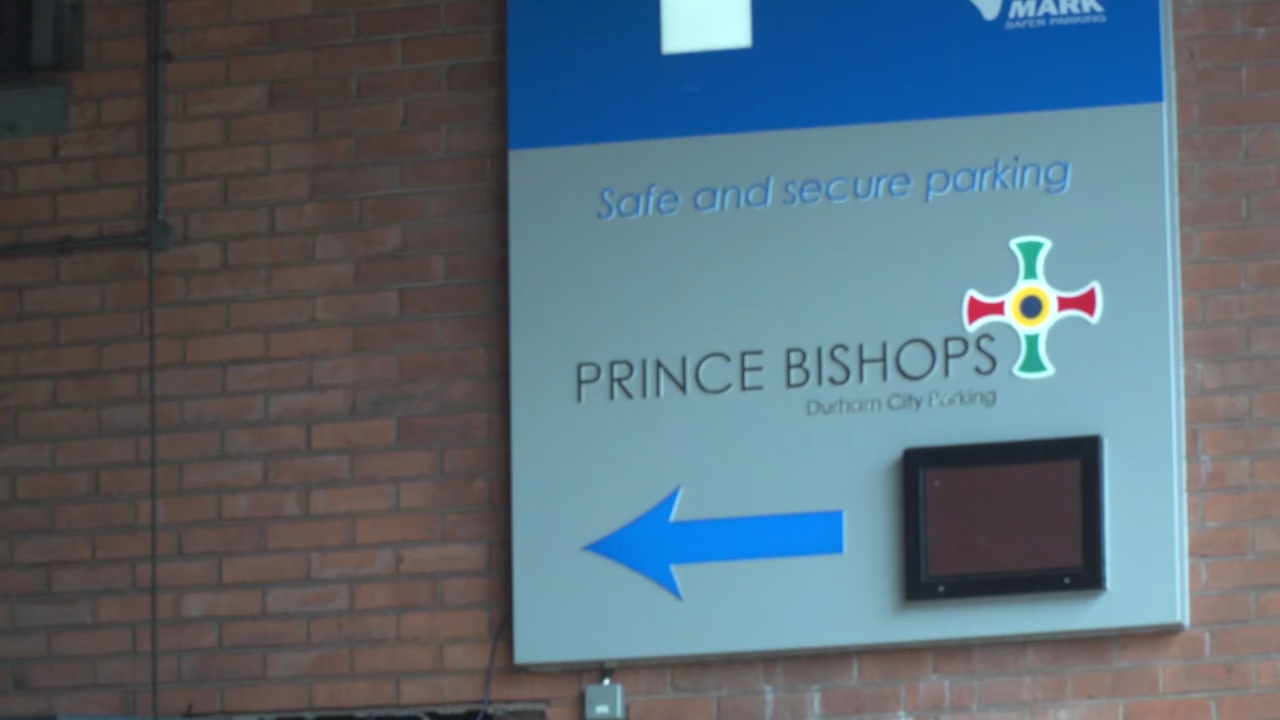 MARK
SAFER PARKING
Safe and secure parking
PRINCE BISHOPS
Durham City Parking